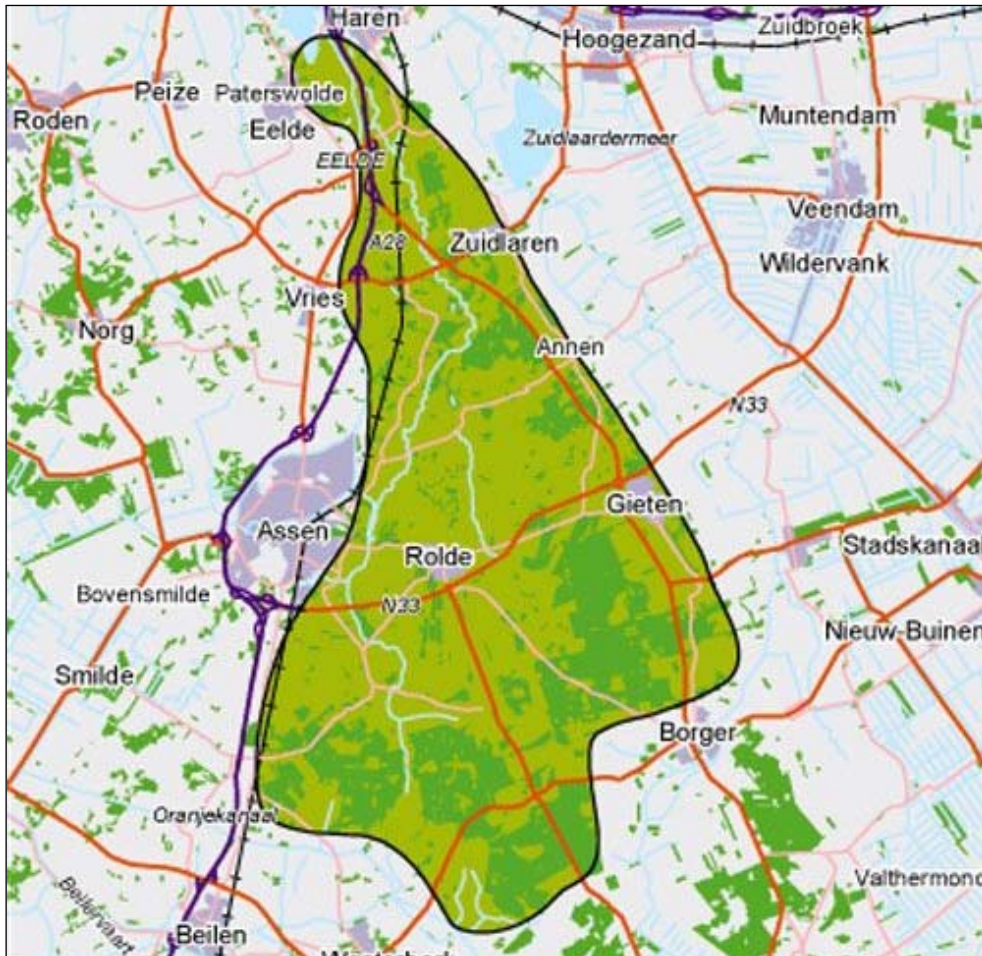 Haren
Hoogezand
Zuidbroek
Peize
Paterswolde
Roden
Muntendam
Eelde
Zuidlaardermeer
EELDE
Veendam
A28
Zuidlaren
Wildervank
Vries
Norg
Annen
N33
Gieten
Assen
Stadskanaal
Rolde
Bovensmilde
N33
Nieuw-Buinen
Smilde
Borger
Oranjekanaal
Valthermond
Beilervaart
Beilen